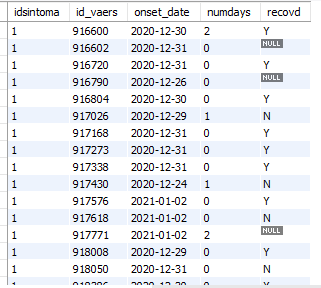 idsintoma id_vaers onset_date numdays recovd
1 916600 2020-12-30 2 Y
1 916602 2020-12-31 0 NULL
1 916720 2020-12-31 0 Y
1 916790 2020-12-26 0 NULL
1 916804 2020-12-30 0 Y
1 917026 2020-12-29 1 N
1 917168 2020-12-31 0 Y
1 917273 2020-12-31 0 Y
1 917338 2020-12-31 0 Y
1 917430 2020-12-24 1 N
1 917576 2021-01-02 0 Y
1 917618 2021-01-02 0 N
1 917771 2021-01-02 2 NULL
1 918008 2020-12-29 0 Y
1 918050 2020-12-31 0 N